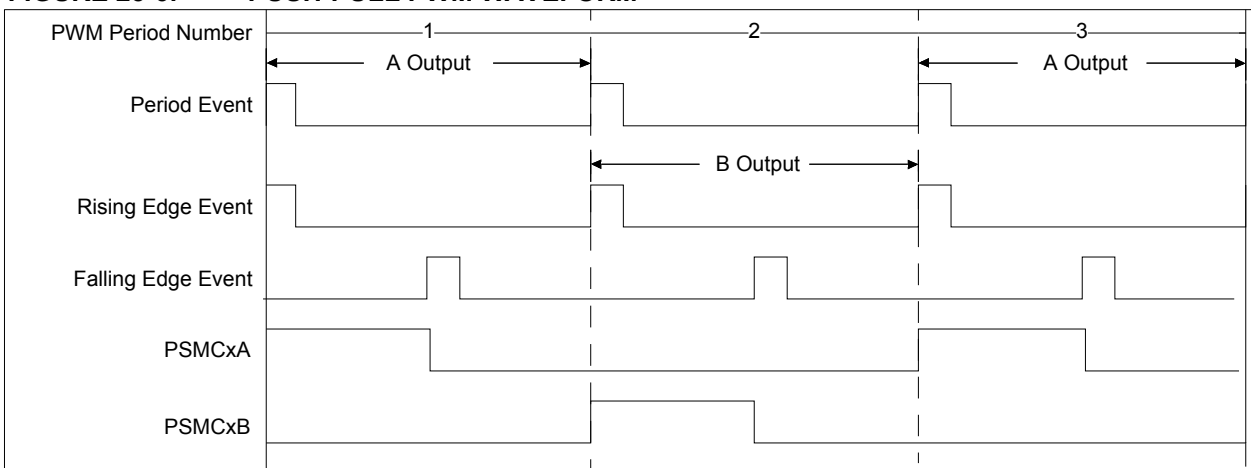 PWM Period Number 1 2 3
A Output A Output
Period Event
B Output
Rising Edge Event
Falling Edge Event
PSMCxA
PSMCxB